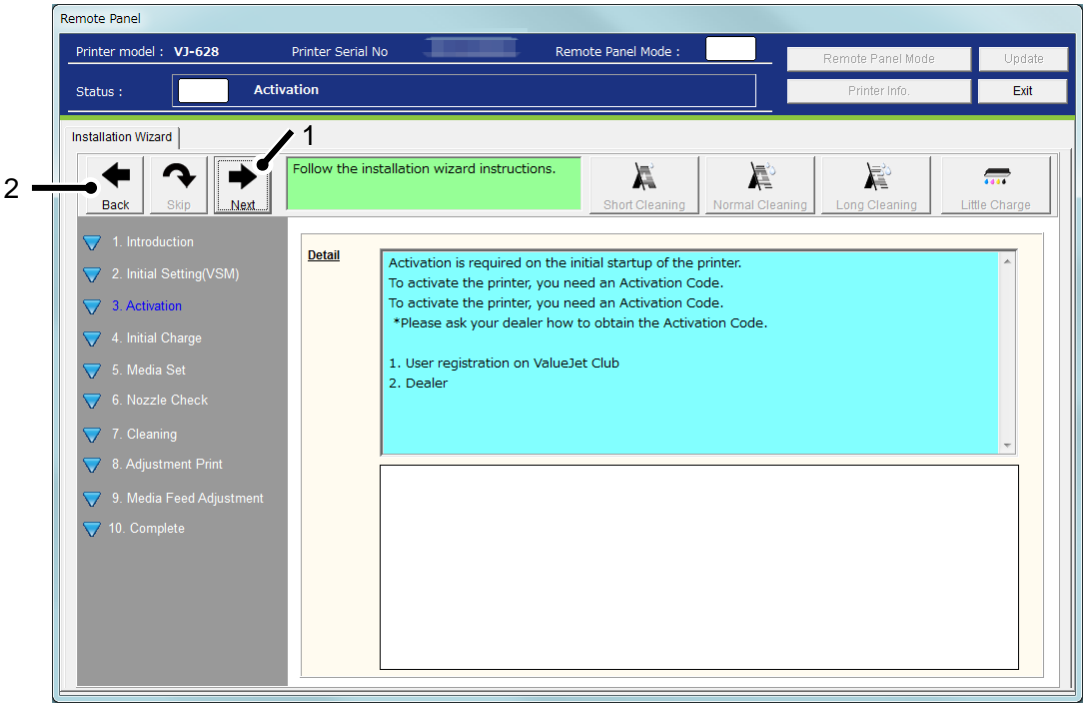 Remote Panel
Printer model : VJ-628 Printer Serial No Remote Panel Mode :
Remote Panel Mode Update
Status : Activation
Printer Info. Exit
Installation Wizard
1
2
Back Skip Next
Follow the installation wizard instructions.
Short Cleaning Normal Cleaning Long Cleaning Little Charge
1. Introduction
2. Initial Setting(VSM)
3. Activation
4. Initial Charge
5. Media Set
6. Nozzle Check
7. Cleaning
8. Adjustment Print
9. Media Feed Adjustment
10. Complete
Detail
Activation is required on the initial startup of the printer.
To activate the printer, you need an Activation Code.
To activate the printer, you need an Activation Code.
*Please ask your dealer how to obtain the Activation Code.
1. User registration on ValueJet Club
2. Dealer